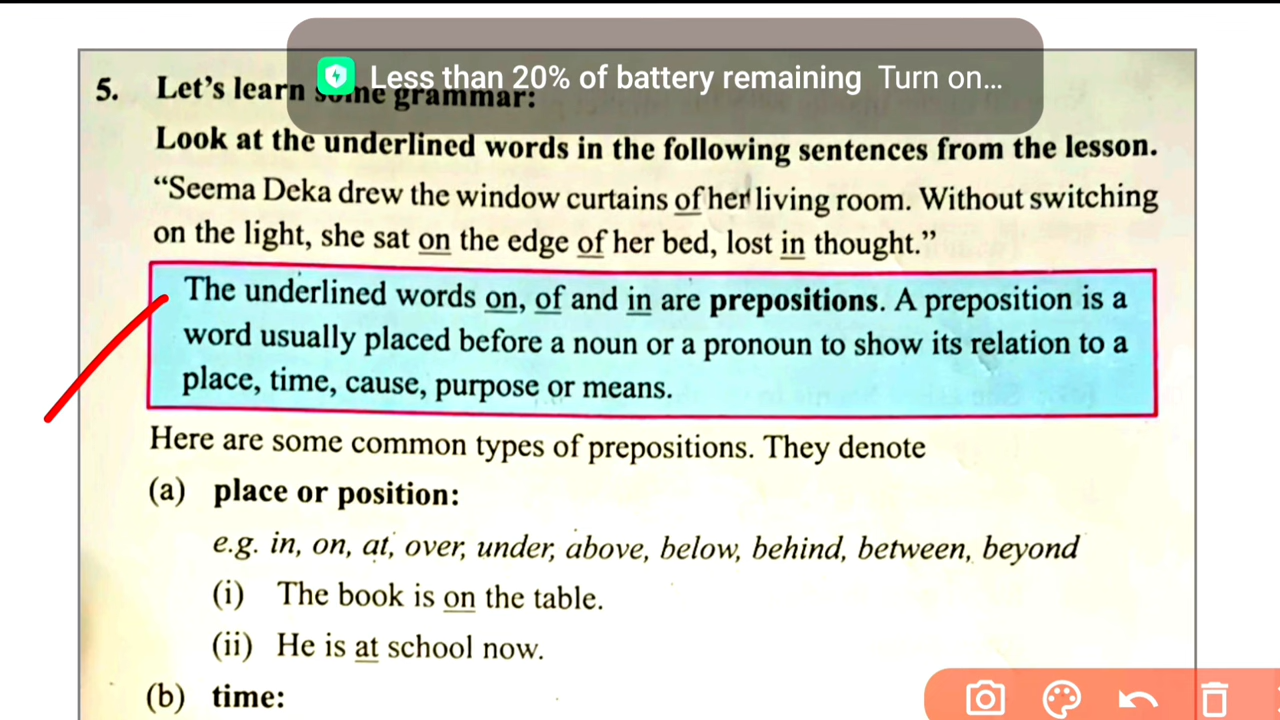 Less than 20% of battery remaining Turn on...
5. Let's learn some grammar:
Look at the underlined words in the following sentences from the lesson.
“Seema Deka drew the window curtains of her living room. Without switching
on the light, she sat on the edge of her bed, lost in thought.”
The underlined words on, of and in are prepositions. A preposition is a
word usually placed before a noun or a pronoun to show its relation to a
place, time, cause, purpose or means.
Here are some common types of prepositions. They denote
(a) place or position:
e.g. in, on, at, over, under, above, below, behind, between, beyond
(i) The book is on the table.
(ii) He is at school now.
(b) time: